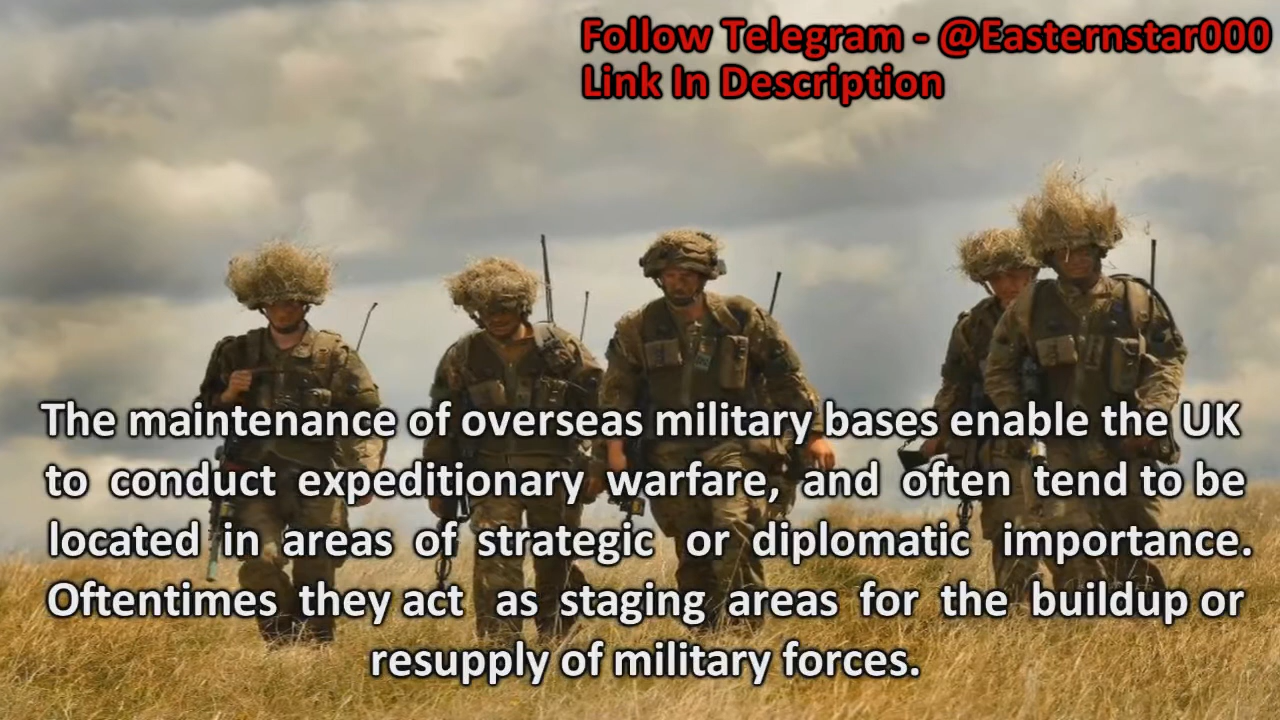 Follow Telegram - @Easternstar000
Link In Description
The maintenance of overseas military bases enable the UK
to conduct expeditionary warfare, and often tend to be
located in areas of strategic or diplomatic importance.
Oftentimes they act as staging areas for the buildup or
resupply of military forces.